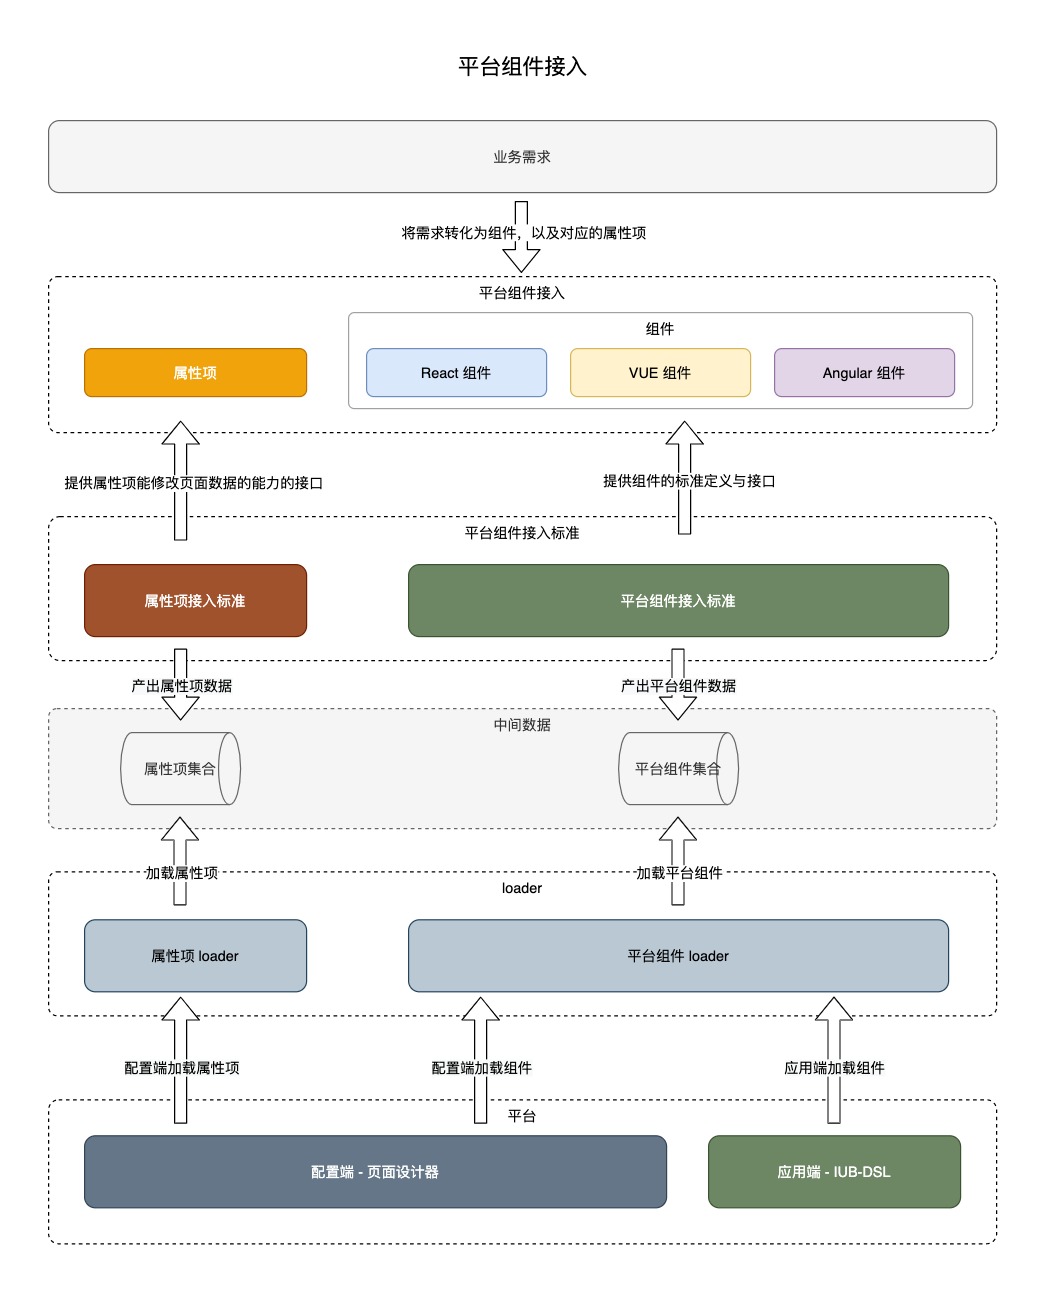 平台组件接入
业务需求
将需求转化为组件，以及对应的属性项
平台组件接入
组件
属性项
React 组件
VUE 组件
Angular 组件
提供属性项能修改页面数据的能力的接口
提供组件的标准定义与接口
平台组件接入标准
属性项接入标准
平台组件接入标准
产出属性项数据
产出平台组件数据
中间数据
属性项集合
平台组件集合
加载属性项
加载平台组件
loader
属性项 loader
平台组件 loader
配置端加载属性项
配置端加载组件
应用端加载组件
平台
配置端 - 页面设计器
应用端 - IUB-DSL